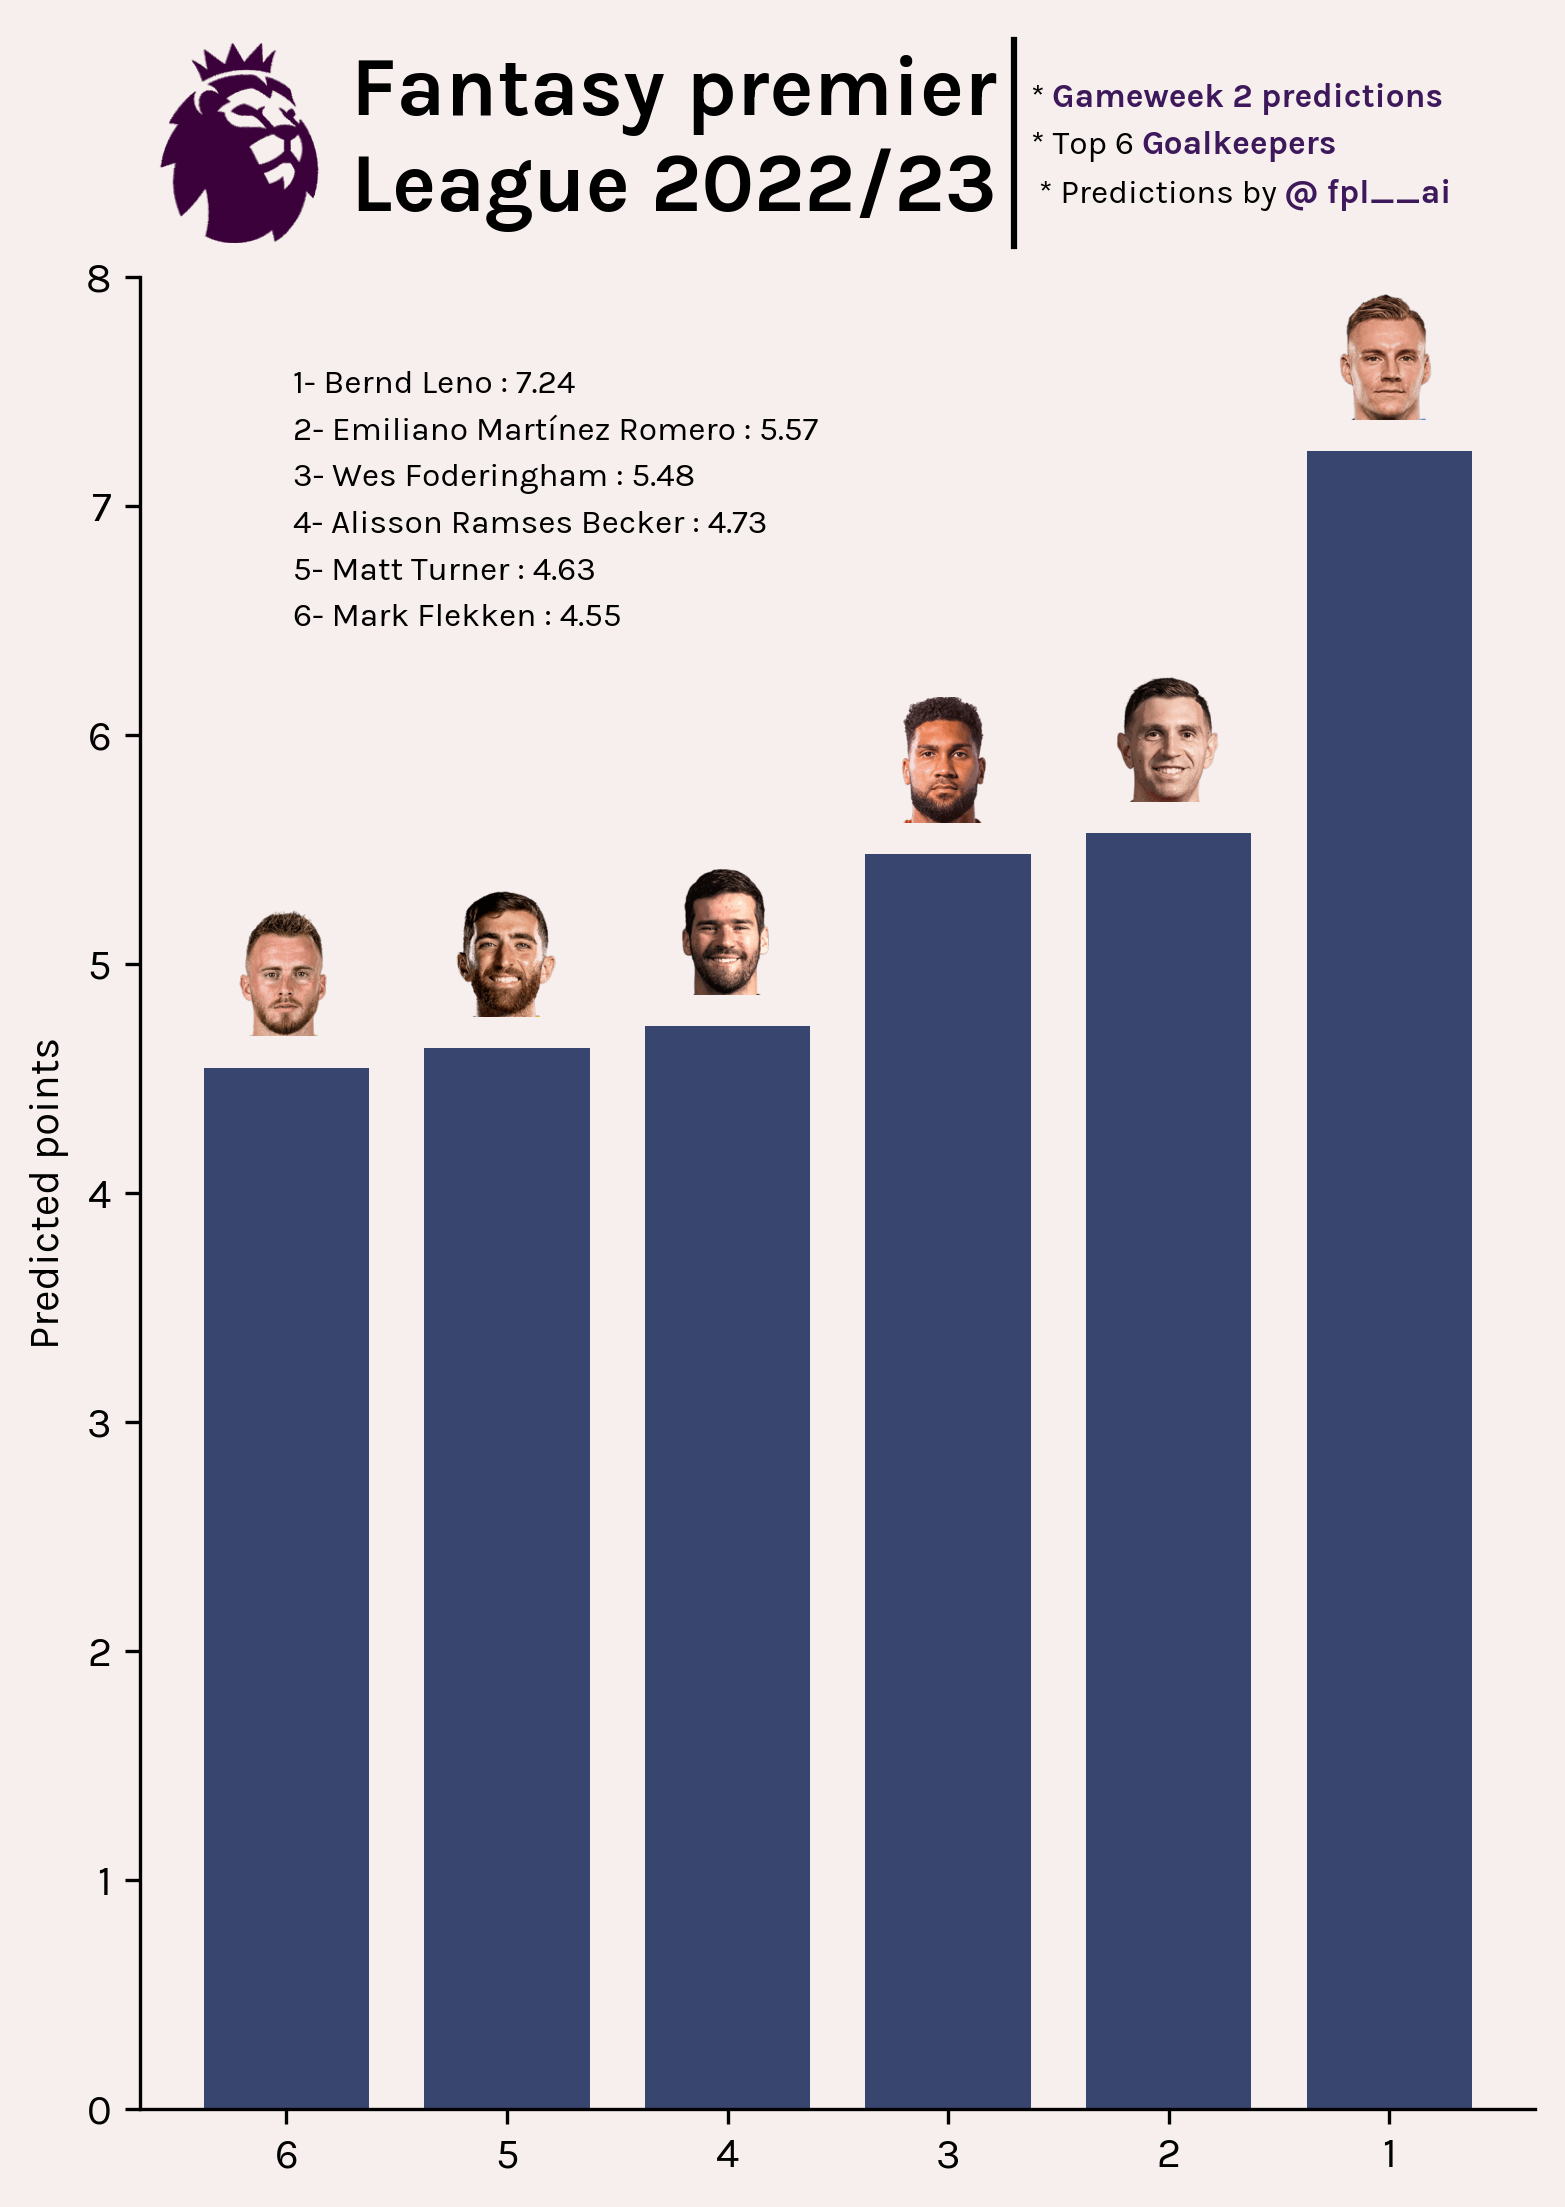 Fantasy premier
League 2022/23
* Gameweek 2 predictions
* Top 6 Goalkeepers
* Predictions by @ fpl__ai
1- Bernd Leno : 7.24
2- Emiliano Martínez Romero : 5.57
3- Wes Foderingham : 5.48
4- Alisson Ramses Becker : 4.73
5- Matt Turner : 4.63
6- Mark Flekken : 4.55
Predicted points
8
7
6
5
4
3
2
1
0
6 5 4 3 2 1